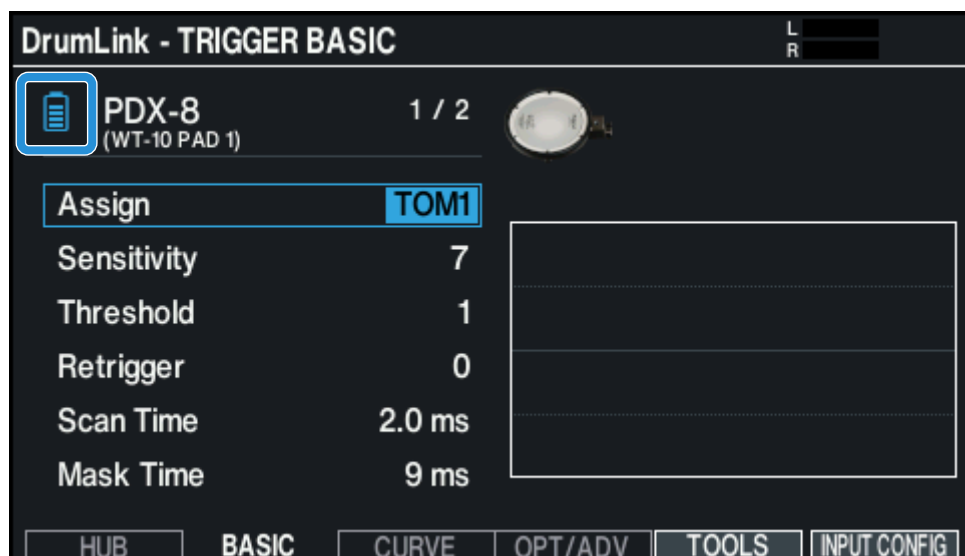 DrumLink - TRIGGER BASIC
L
R
PDX-8 1 / 2
(WT-10 PAD 1)
Assign TOM1
Sensitivity 7
Threshold 1
Retrigger 0
Scan Time 2.0 ms
Mask Time 9 ms
HUB BASIC CURVE OPT/ADV TOOLS INPUT CONFIG